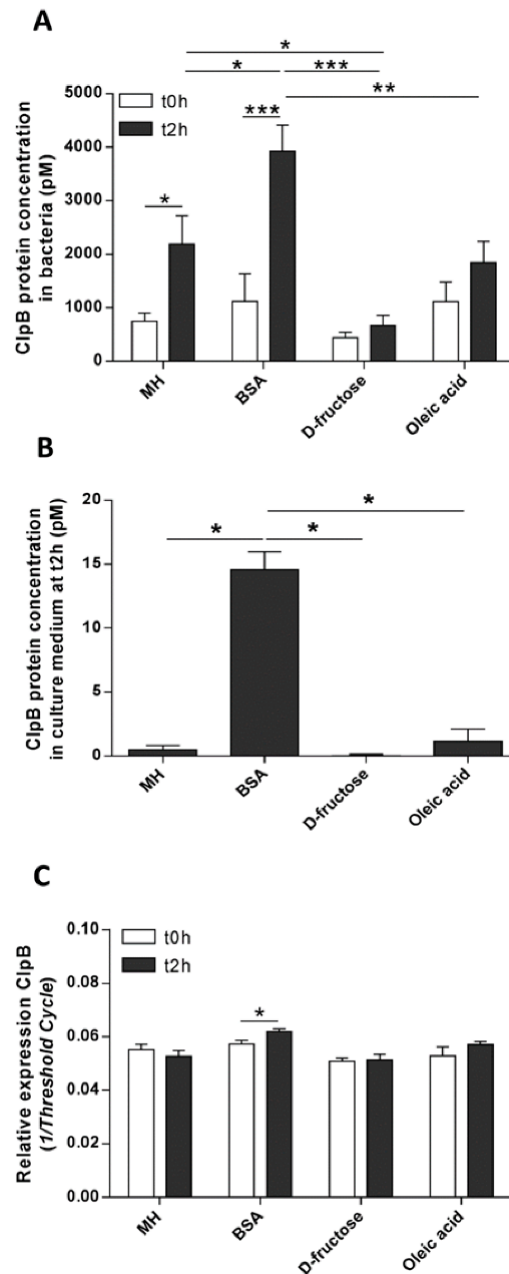 A
*
*
***
**
5000
4000
3000
2000
1000
0
t0h
t2h
*
***
ClpB protein concentration
in bacteria (pM)
MH
BSA
D-fructose
Oleic acid
B
20
15
10
5
0
*
*
*
ClpB protein concentration
in culture medium at t2h (pM)
MH
BSA
D-fructose
Oleic acid
C
0.10
0.08
0.06
0.04
0.02
0.00
t0h
t2h
*
Relative expression ClpB
(1/Threshold Cycle)
MH
BSA
D-fructose
Oleic acid